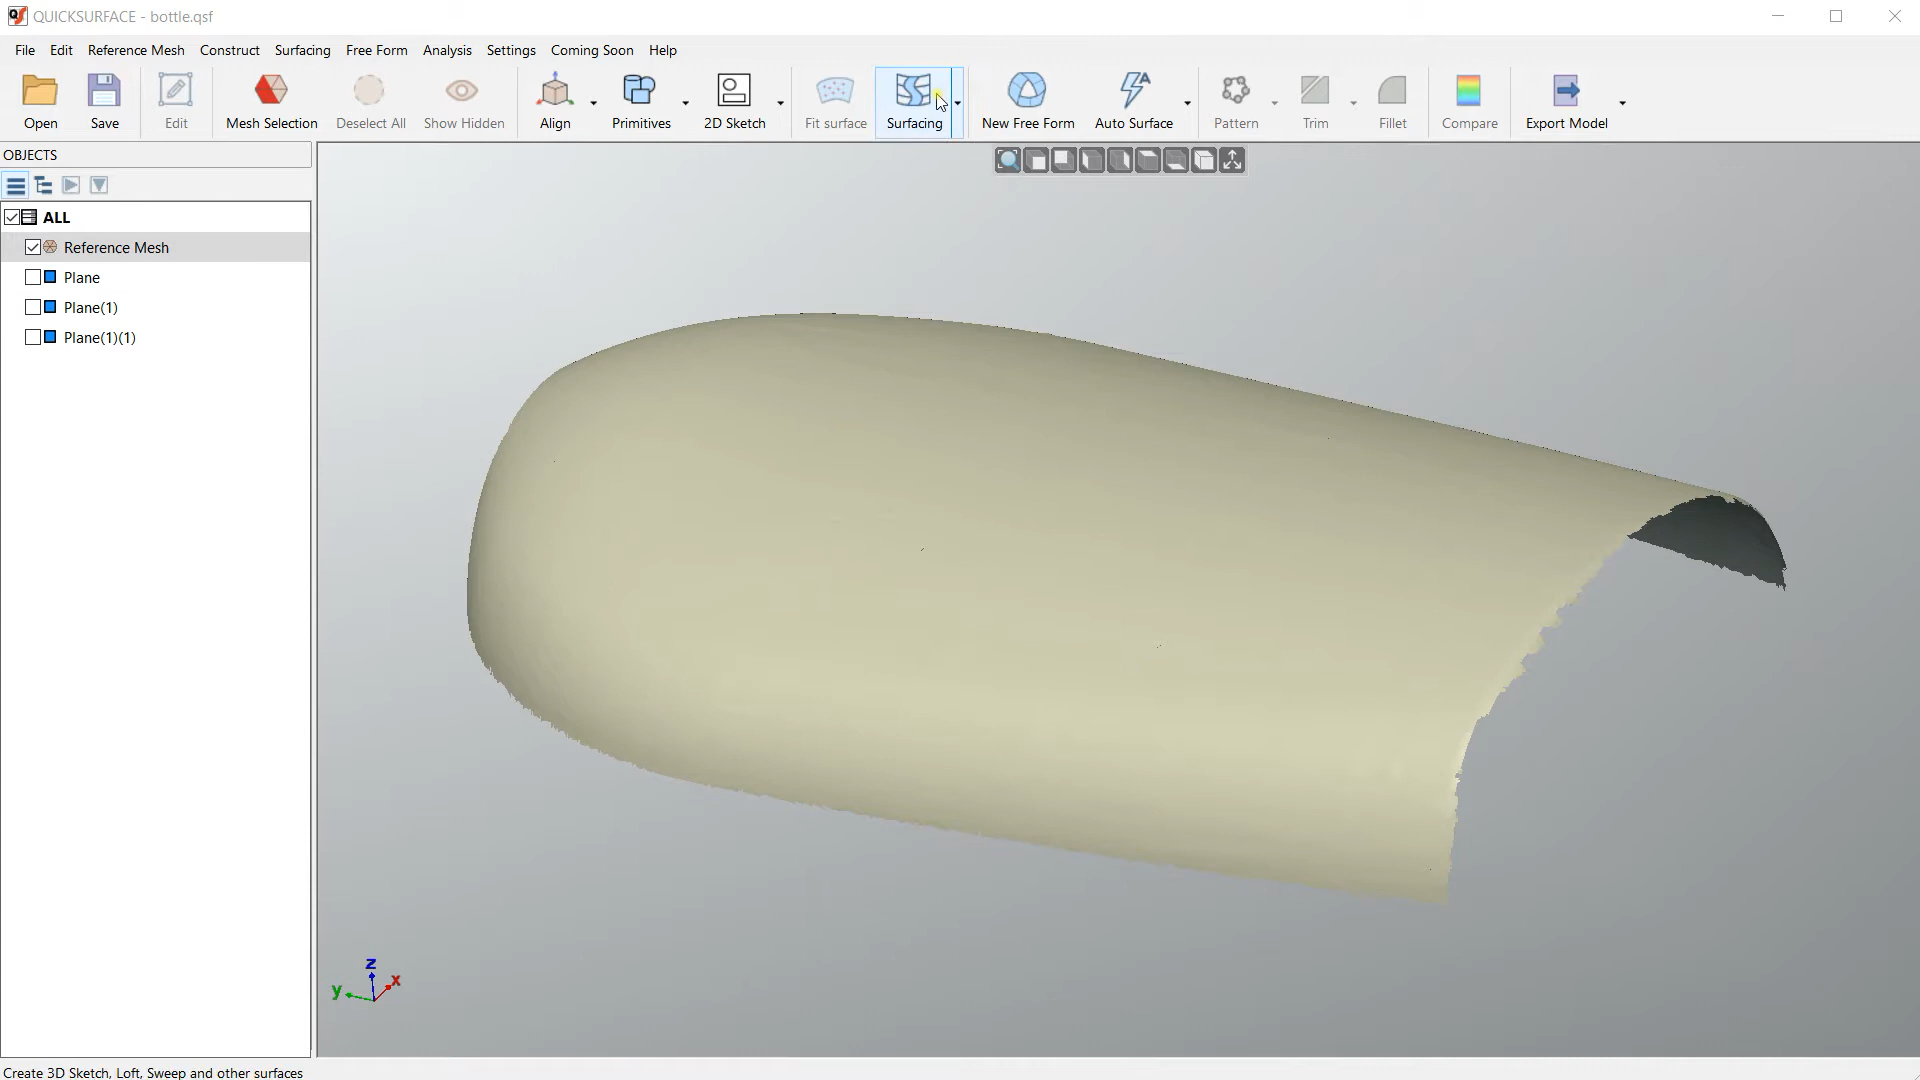 QUICKSURFACE - bottle.qsf
File Edit Reference Mesh Construct Surfacing Free Form Analysis Settings Coming Soon Help
Open Save Edit Mesh Selection Deselect All Show Hidden Align Primitives 2D Sketch Fit surface Surfacing New Free Form Auto Surface Pattern Trim Fillet Compare Export Model
OBJECTS
ALL
Reference Mesh
Plane
Plane(1)
Plane(1)(1)
z
x
y
Create 3D Sketch, Loft, Sweep and other surfaces